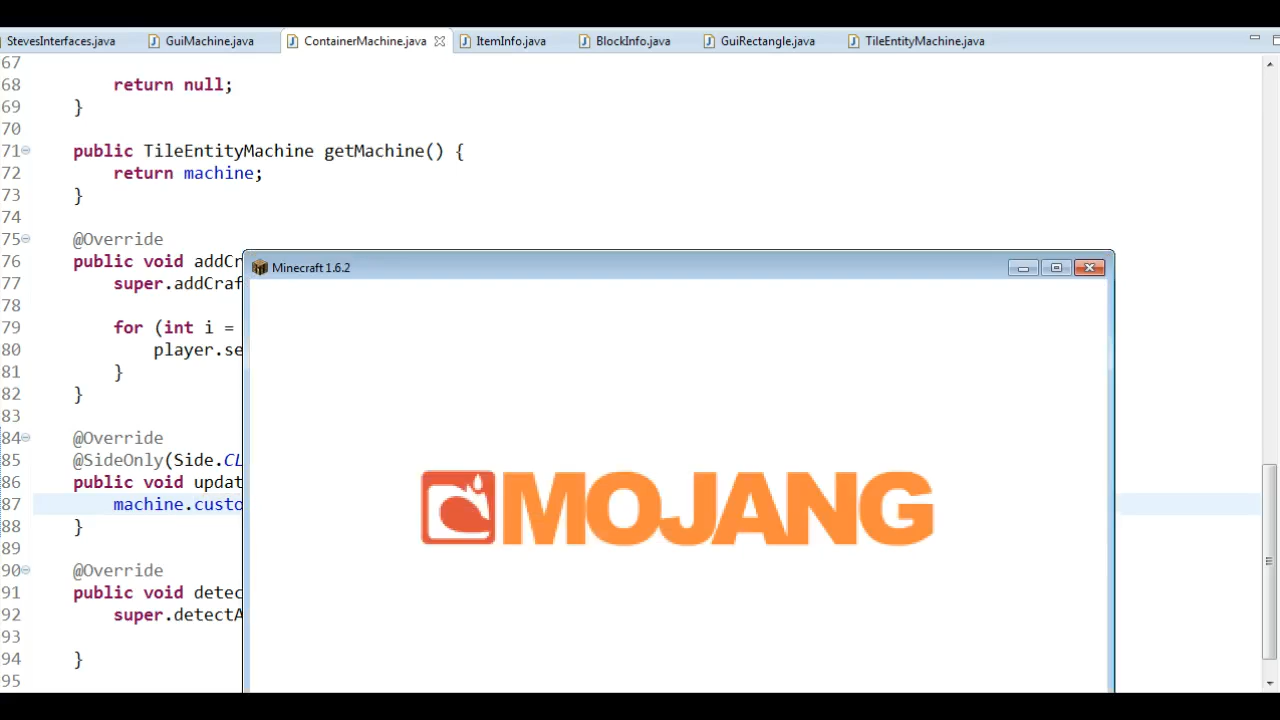 StevesInterfaces.java GuiMachine.java ContainerMachine.java ItemInfo.java BlockInfo.java GuiRectangle.java TileEntityMachine.java
67
68 return null;
69 }
70
71 public TileEntityMachine getMachine() {
72 return machine;
73 }
74
75 @Override
76 public void addCr
77 super.addCraf
78
79 for (int i =
80 player.se
81 }
82 }
83
84 @Override
85 @SideOnly(Side.CL
86 public void updat
87 machine.custo
88 }
89
90 @Override
91 public void detec
92 super.detectA
93
94 }
95
Minecraft 1.6.2
MOJANG